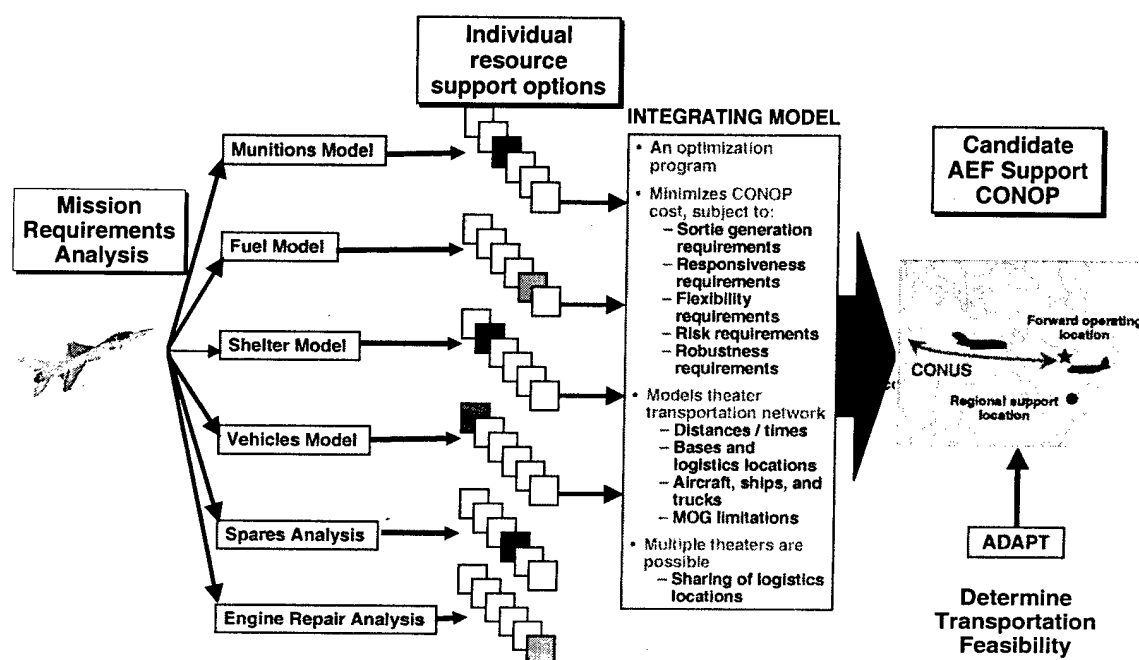 Individual
resource
support options
Mission
Requirements
Analysis
Munitions Model
Fuel Model
Shelter Model
Vehicles Model
Spares Analysis
Engine Repair Analysis
INTEGRATING MODEL
• An optimization
program
• Minimizes CONOP
cost, subject to:
– Sortie generation
requirements
– Responsiveness
requirements
– Flexibility
requirements
– Risk requirements
– Robustness
requirements
• Models theater
transportation network
– Distances / times
– Bases and
logistics locations
– Aircraft, ships, and
trucks
– MOG limitations
• Multiple theaters are
possible
– Sharing of logistics
locations
Candidate
AEF Support
CONOP
Forward operating
location
CONUS
Regional support
location
ADAPT
Determine
Transportation
Feasibility